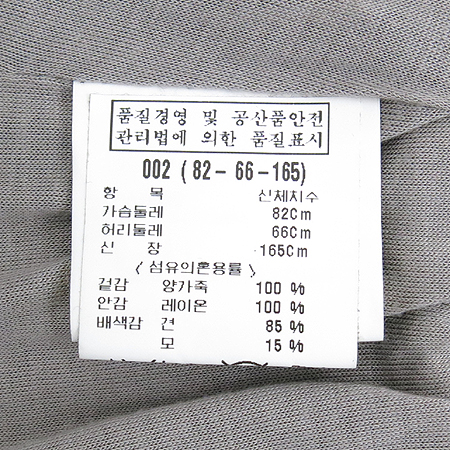 품질경영 및 공산품안전
관리법에 의한 품질표시
002 (82-66-165)
항 목 신체치수
가슴둘레 82Cm
허리둘레 66Cm
신 장 165Cm
< 섬유의혼용률 >
겉감 양가죽 100 %
안감 레이온 100 %
배색감 견 85 %
모 15 %